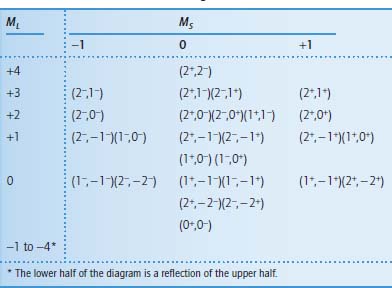 M_L M_S
−1 0 +1
+4 (2⁺,2⁻)
+3 (2⁻,1⁻) (2⁺,1⁻)(2⁻,1⁺) (2⁺,1⁺)
+2 (2⁻,0⁻) (2⁺,0⁻)(2⁻,0⁺)(1⁺,1⁻) (2⁺,0⁺)
+1 (2⁻,−1⁻)(1⁻,0⁻) (2⁺,−1⁻)(2⁻,−1⁺) (2⁺,−1⁺)(1⁺,0⁺)
(1⁺,0⁻) (1⁻,0⁺)
0 (1⁻,−1⁻)(2⁻,−2⁻) (1⁺,−1⁻)(1⁻,−1⁺) (1⁺,−1⁺)(2⁺,−2⁺)
(2⁺,−2⁻)(2⁻,−2⁺)
(0⁺,0⁻)
−1 to −4*
* The lower half of the diagram is a reflection of the upper half.